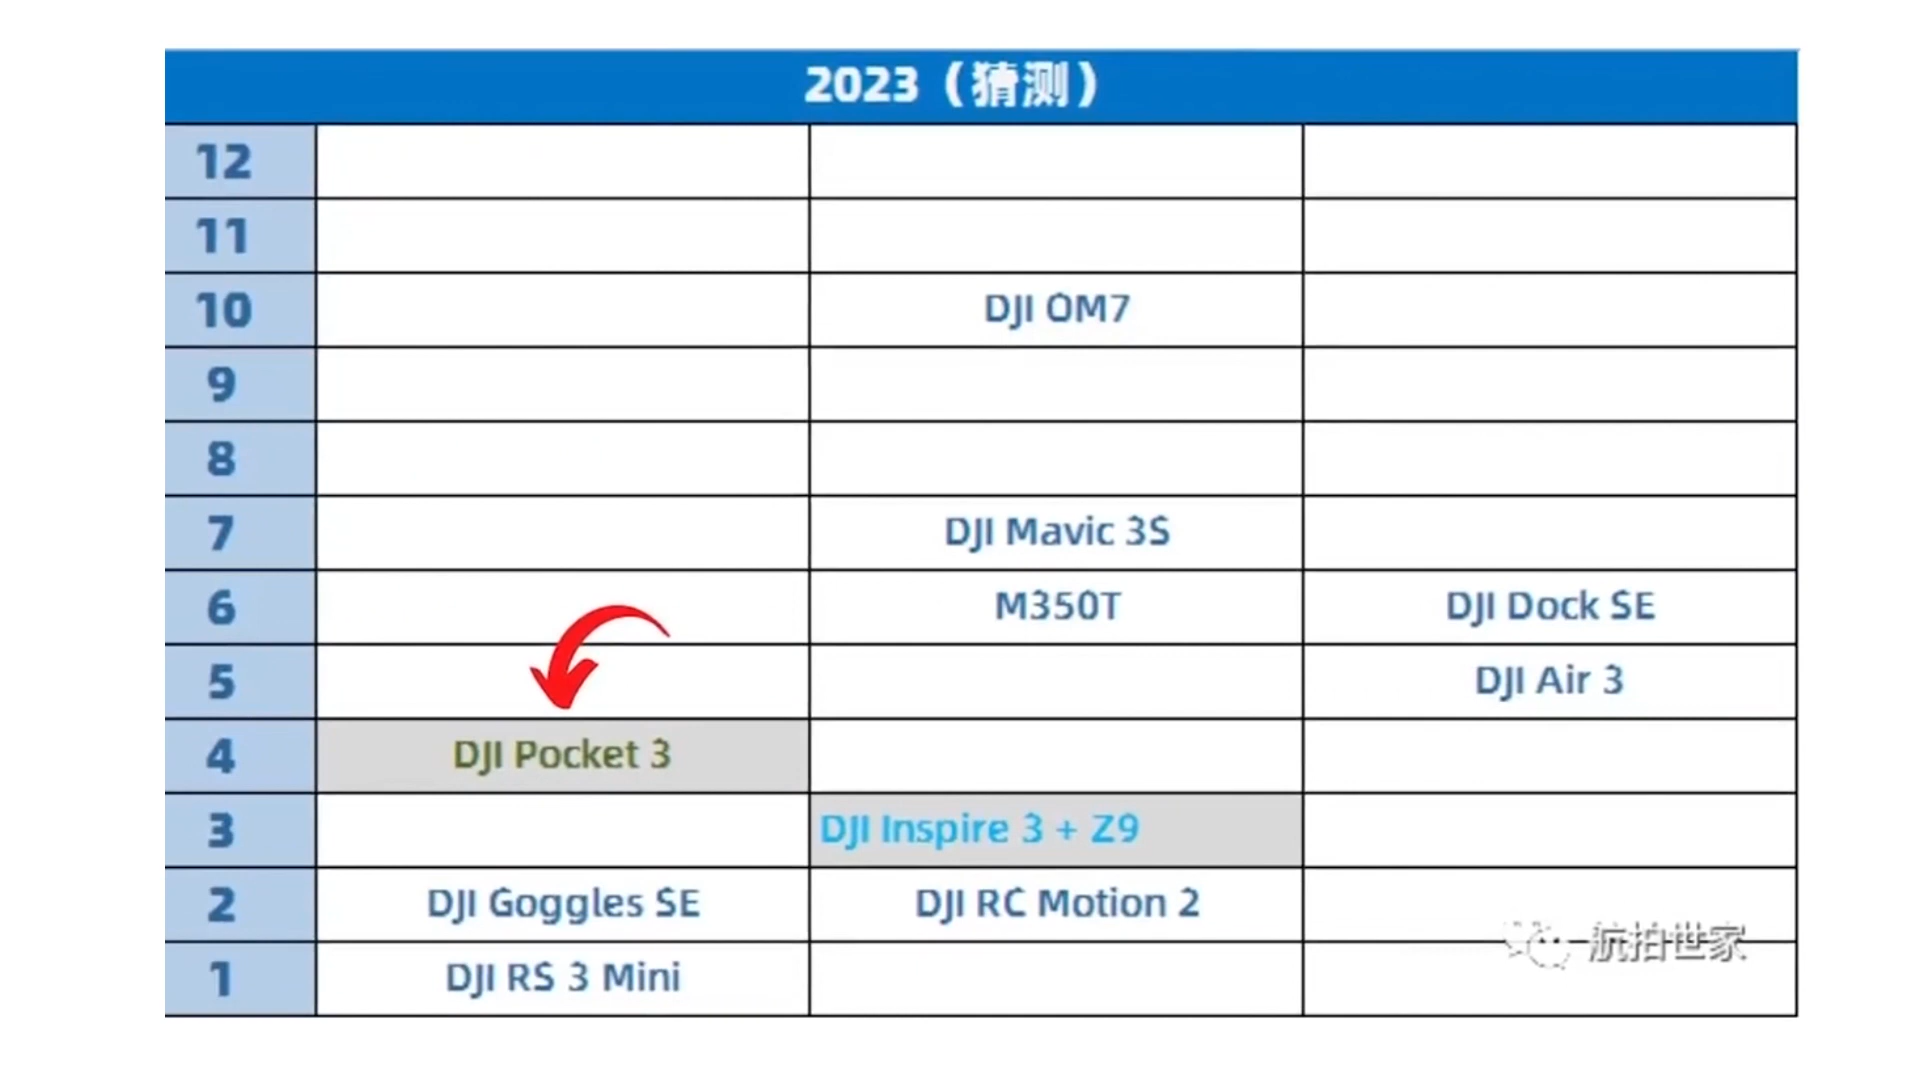 2023（猜测）
12
11
10 DJI OM7
9
8
7 DJI Mavic 3S
6 M350T DJI Dock SE
5 DJI Air 3
4 DJI Pocket 3
3 DJI Inspire 3 + Z9
2 DJI Goggles SE DJI RC Motion 2
航拍世家
1 DJI RS 3 Mini